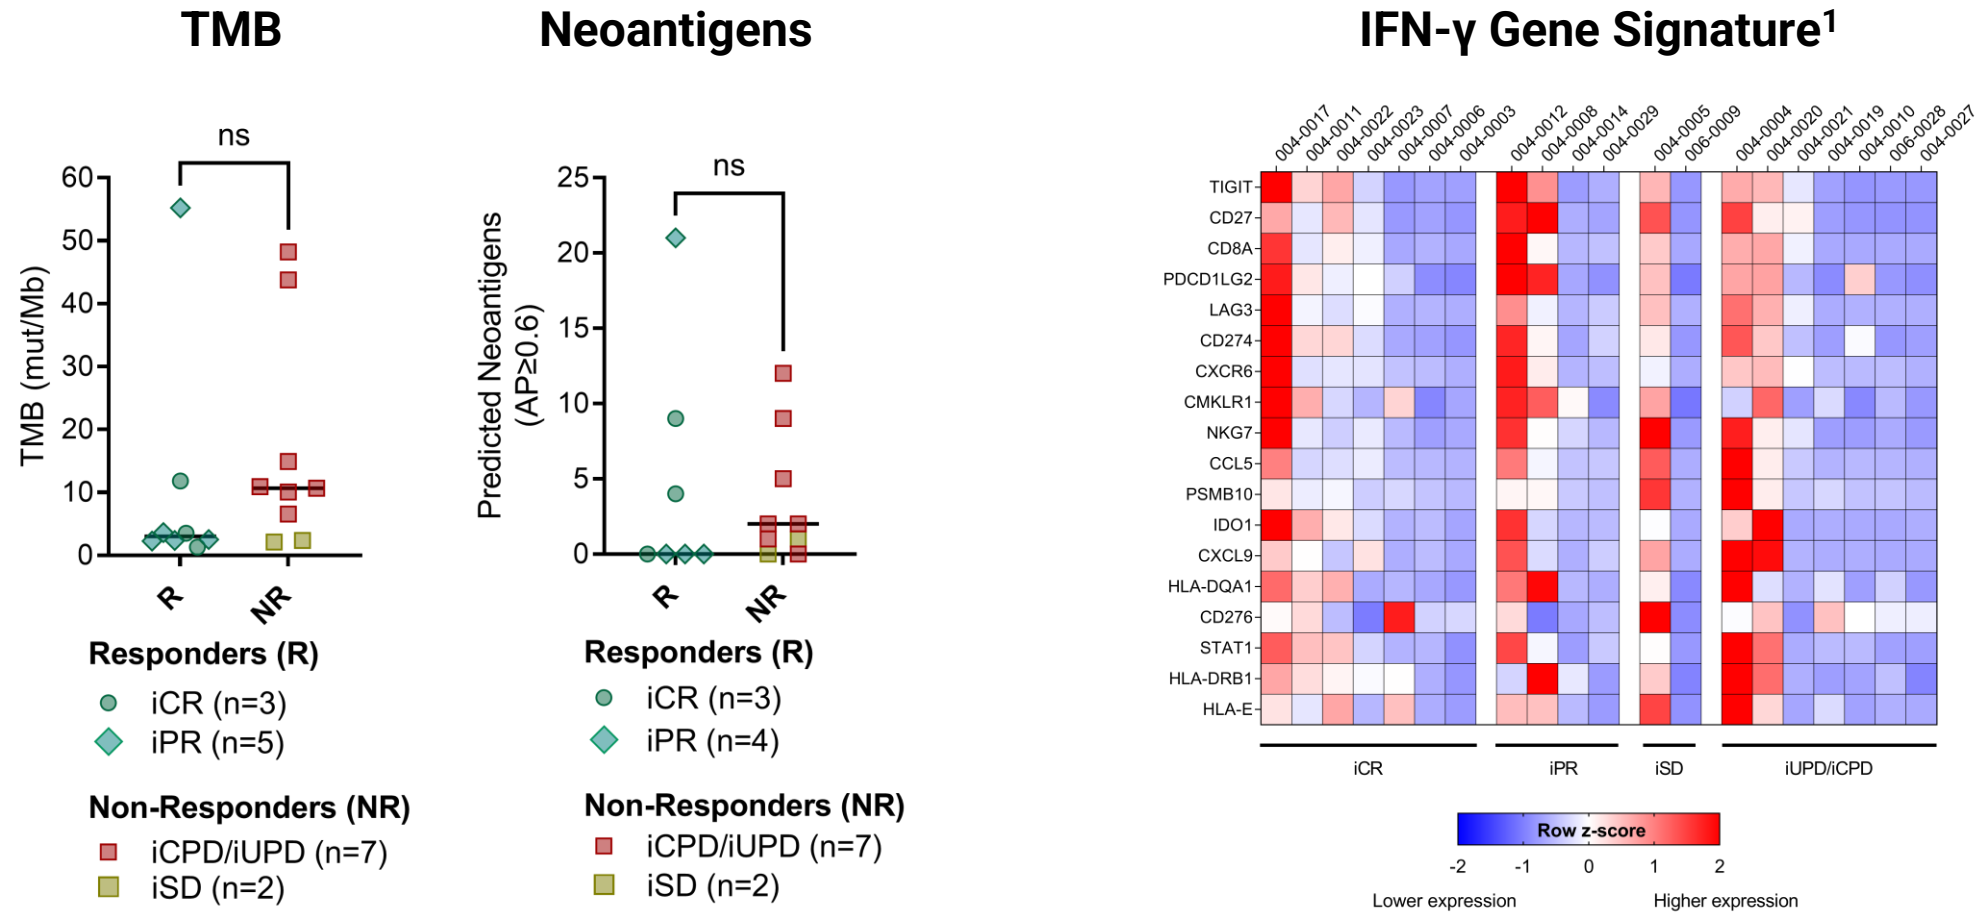 TMB
ns
TMB (mut/Mb)
60
50
40
30
20
10
0
R
NR
Responders (R)
iCR (n=3)
iPR (n=5)
Non-Responders (NR)
iCPD/iUPD (n=7)
iSD (n=2)
Neoantigens
ns
Predicted Neoantigens
(AP≥0.6)
25
20
15
10
5
0
R
NR
Responders (R)
iCR (n=3)
iPR (n=4)
Non-Responders (NR)
iCPD/iUPD (n=7)
iSD (n=2)
IFN-γ Gene Signature¹
004-0017
004-0011
004-0022
004-0023
004-0007
004-0006
004-0003
004-0012
004-0008
004-0014
004-0029
004-0005
006-0009
004-0004
004-0020
004-0021
004-0019
004-0010
006-0028
004-0027
TIGIT
CD27
CD8A
PDCD1LG2
LAG3
CD274
CXCR6
CMKLR1
NKG7
CCL5
PSMB10
IDO1
CXCL9
HLA-DQA1
CD276
STAT1
HLA-DRB1
HLA-E
iCR
iPR
iSD
iUPD/iCPD
Row z-score
-2 -1 0 1 2
Lower expression
Higher expression